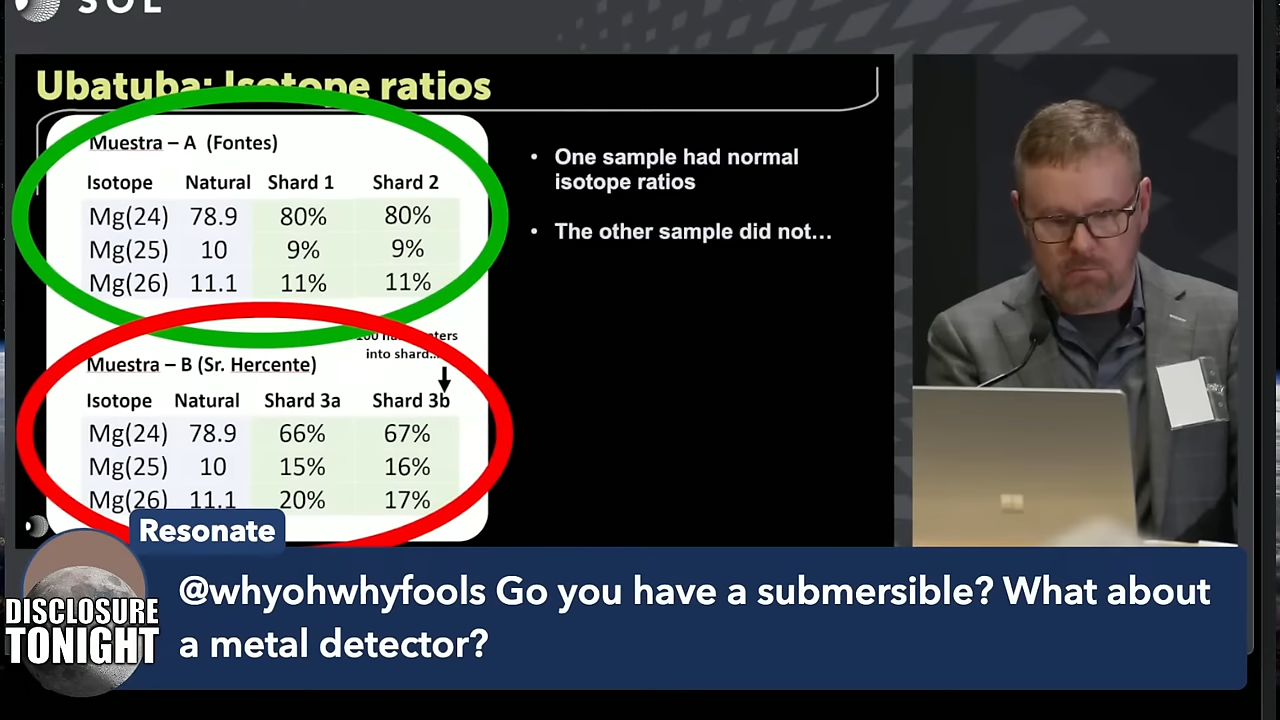 SOL
Ubatuba: Isotope ratios
Muestra – A (Fontes)
Isotope Natural Shard 1 Shard 2
Mg(24) 78.9 80% 80%
Mg(25) 10 9% 9%
Mg(26) 11.1 11% 11%
into shard...
Muestra – B (Sr. Hercente)
Isotope Natural Shard 3a Shard 3b
Mg(24) 78.9 66% 67%
Mg(25) 10 15% 16%
Mg(26) 11.1 20% 17%
• One sample had normal
isotope ratios
• The other sample did not...
Resonate
@whyohwhyfools Go you have a submersible? What about
a metal detector?
DISCLOSURE
TONIGHT